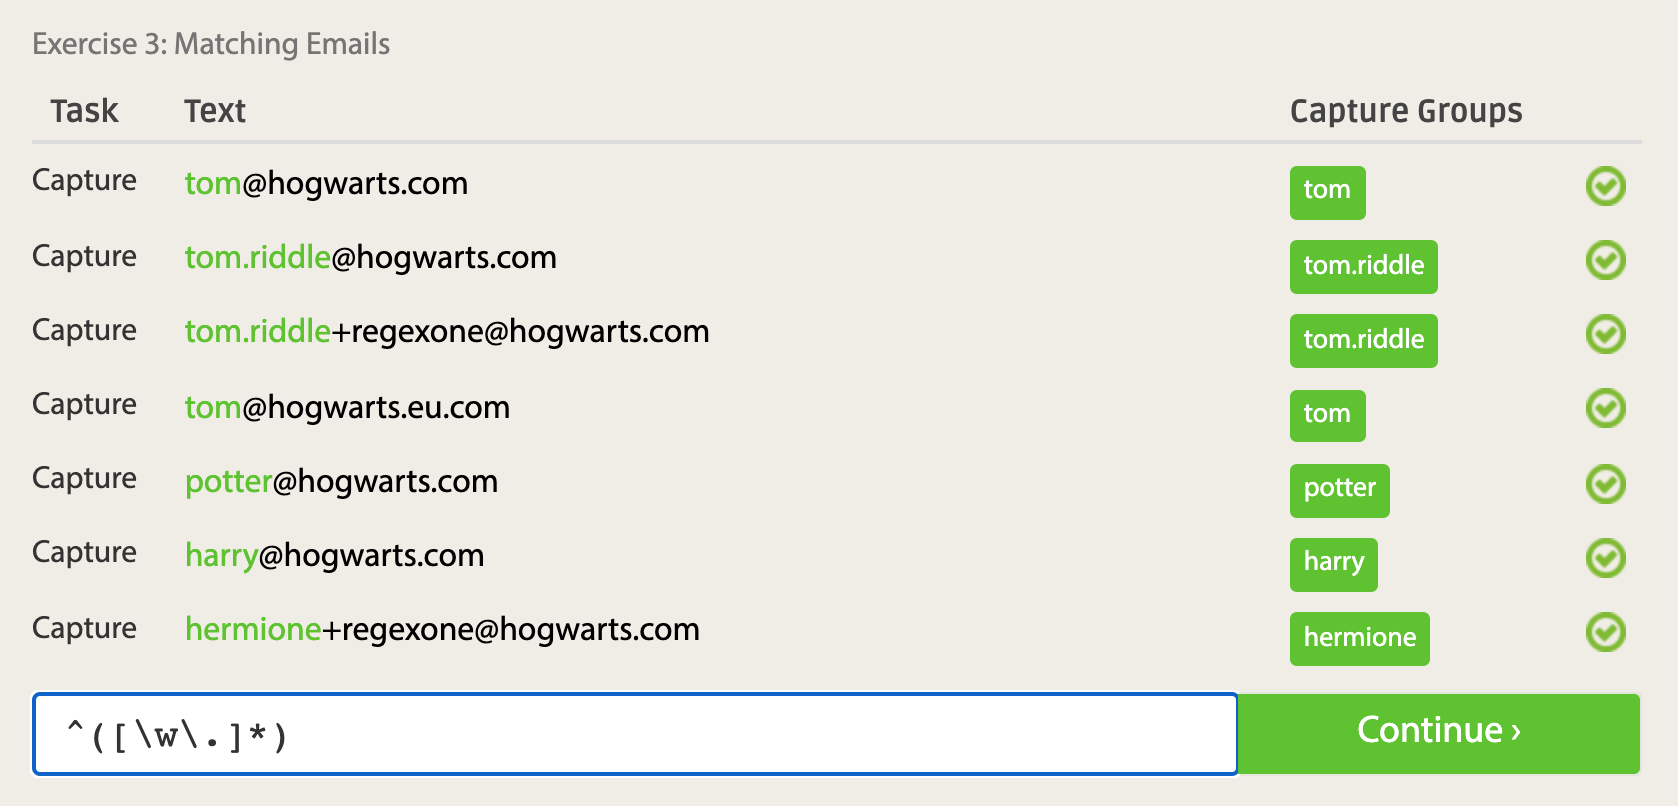 Exercise 3: Matching Emails
Task Text Capture Groups
Capture tom@hogwarts.com tom
Capture tom.riddle@hogwarts.com tom.riddle
Capture tom.riddle+regexone@hogwarts.com tom.riddle
Capture tom@hogwarts.eu.com tom
Capture potter@hogwarts.com potter
Capture harry@hogwarts.com harry
Capture hermione+regexone@hogwarts.com hermione
^([\w\.]*) Continue ›